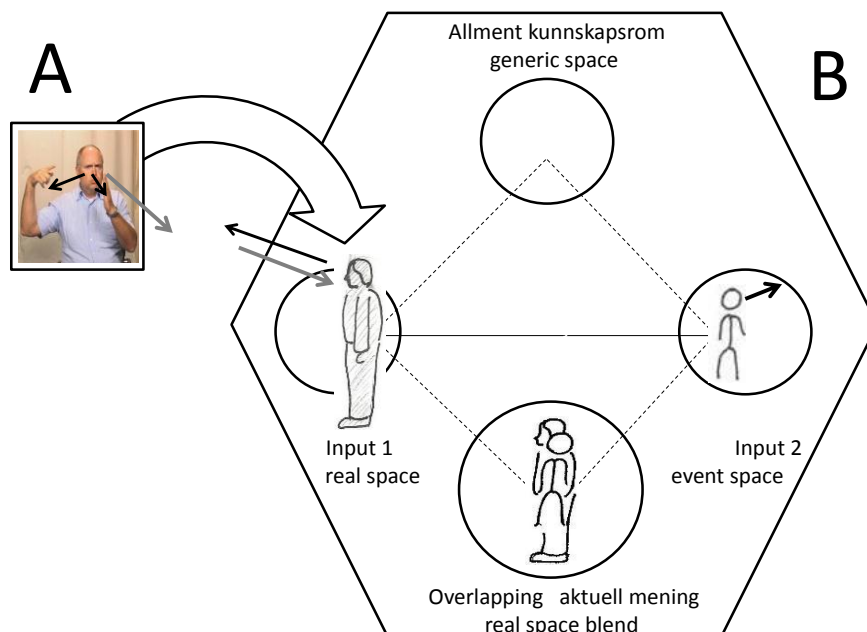 A
Allment kunnskapsrom
generic space
B
Input 1
real space
Input 2
event space
Overlapping aktuell mening
real space blend